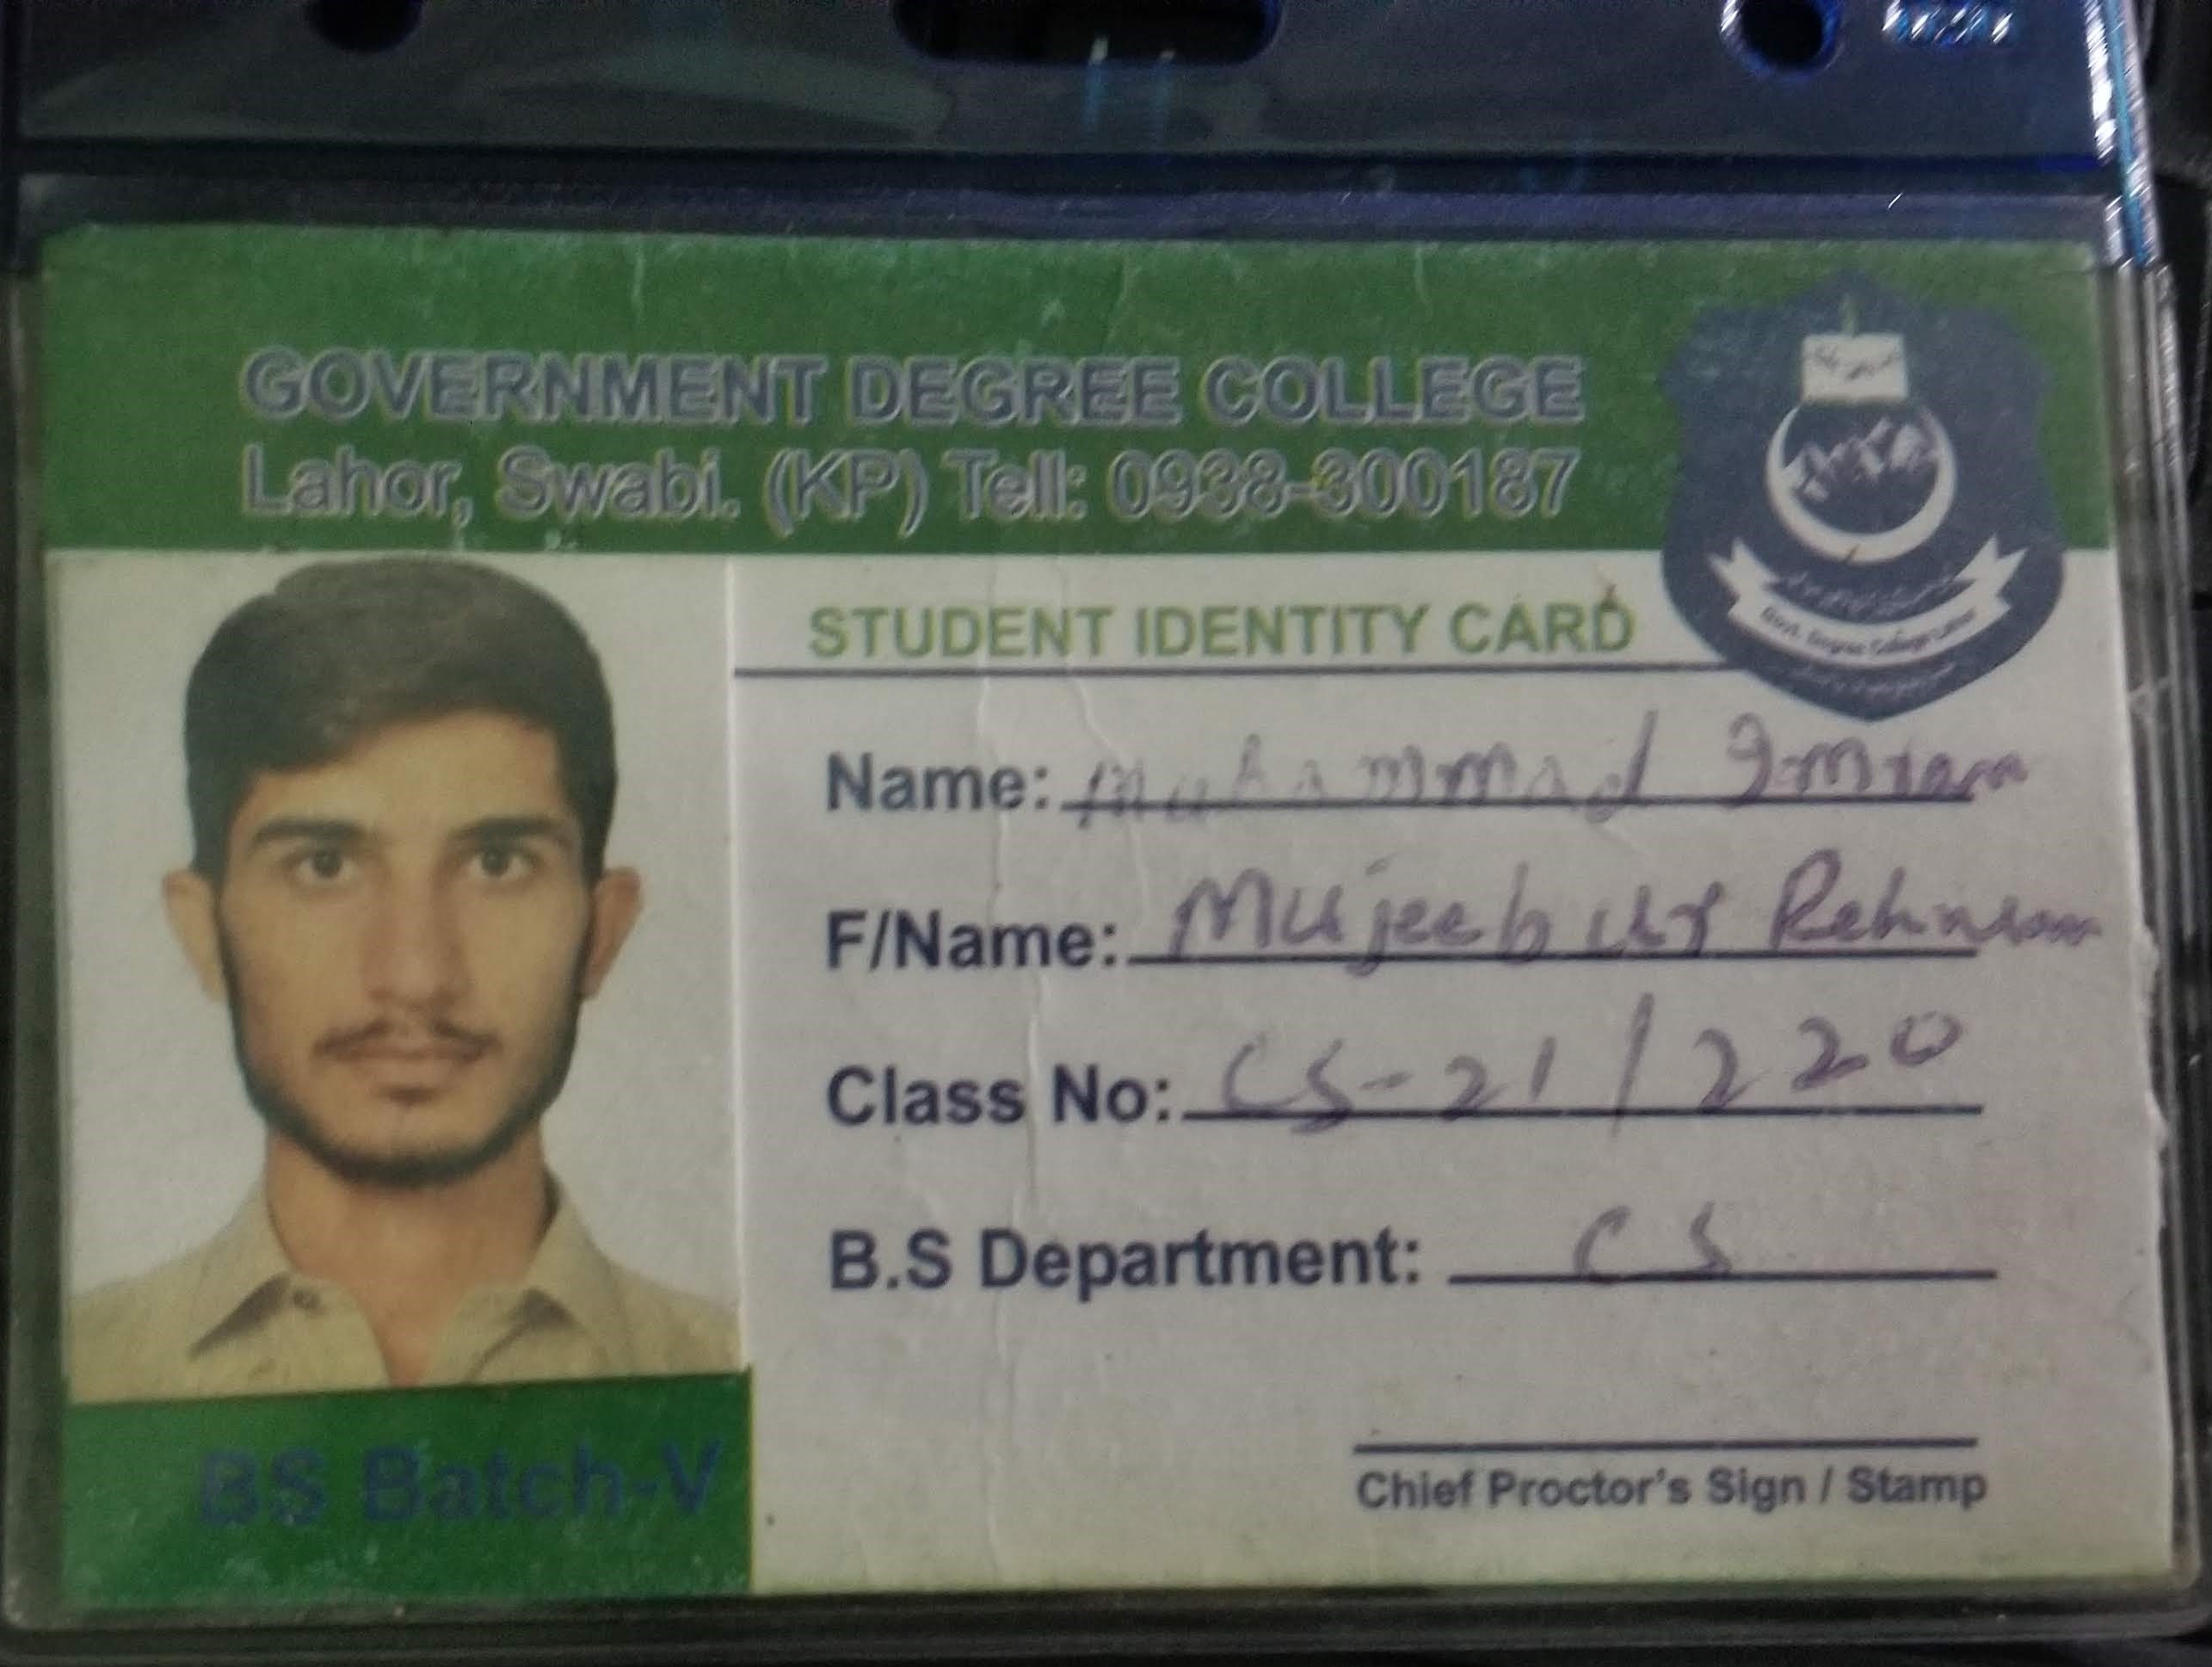 GOVERNMENT DEGREE COLLEGE
Lahor, Swabi. (KP) Tell: 0938-300187
Govt. Degree College Lahor
STUDENT IDENTITY CARD
Name: Muhammad Imran
F/Name: Mujeeb ur Rehman
Class No: CS-21/220
B.S Department: CS
BS Batch-V
Chief Proctor's Sign / Stamp